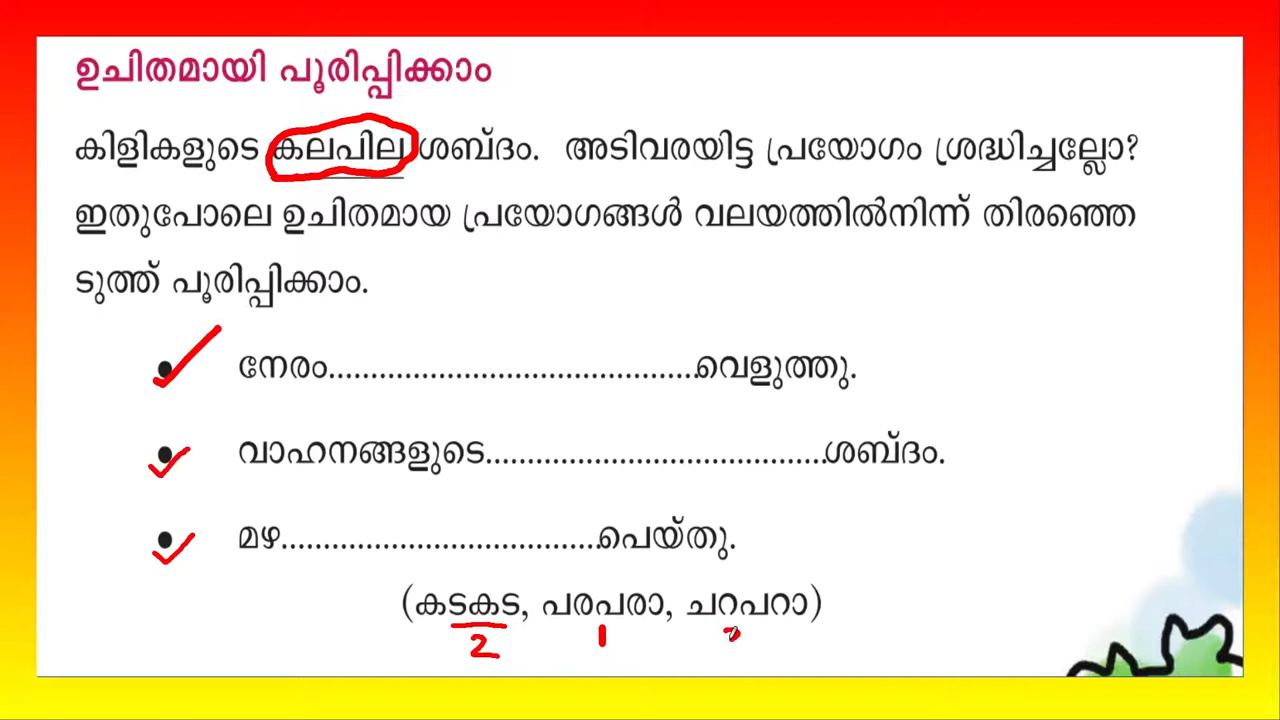 ഉചിതമായി പൂരിപ്പിക്കാം
കിളികളുടെ കലപില ശബ്ദം. അടിവരയിട്ട പ്രയോഗം ശ്രദ്ധിച്ചല്ലോ?
ഇതുപോലെ ഉചിതമായ പ്രയോഗങ്ങൾ വലയത്തിൽനിന്ന് തിരഞ്ഞെ
ടുത്ത് പൂരിപ്പിക്കാം.
● നേരം............................................വെളുത്തു.
● വാഹനങ്ങളുടെ.........................................ശബ്ദം.
● മഴ......................................പെയ്തു.
(കടകട, പരപരാ, ചറപറാ)
2 1